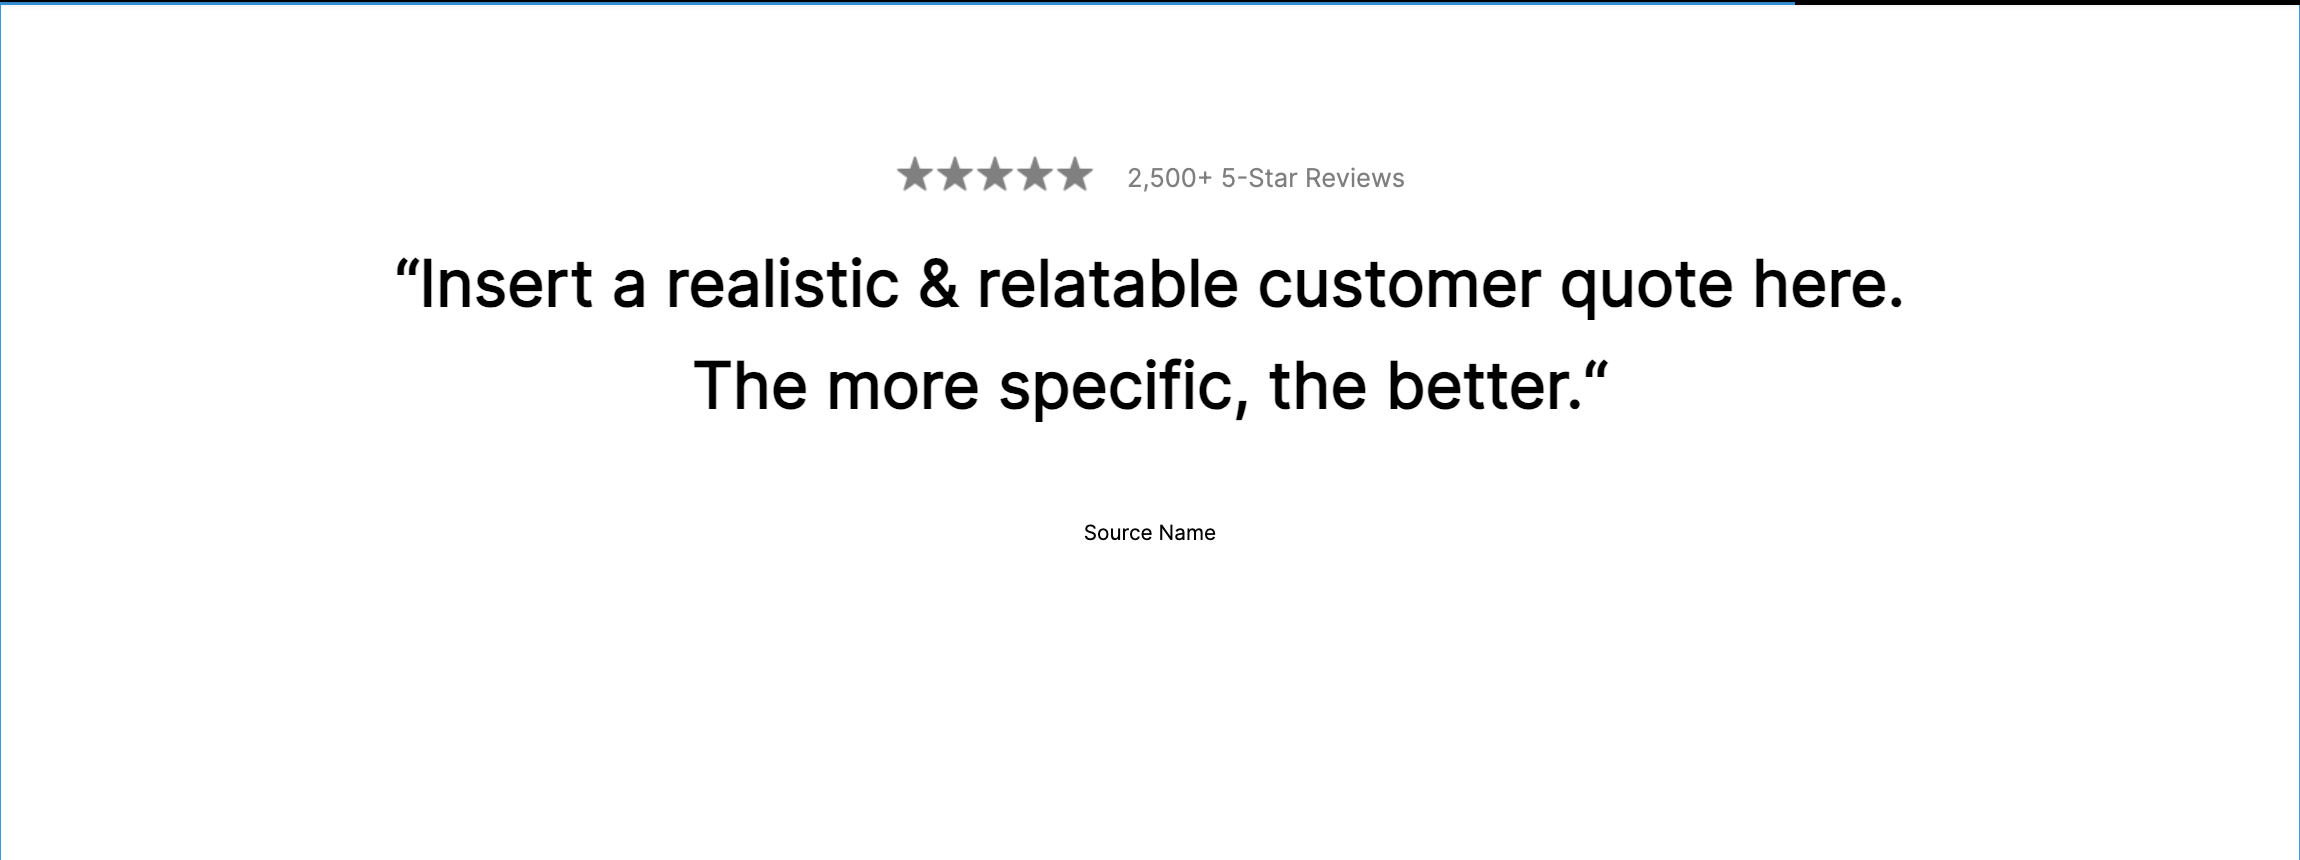 2,500+ 5-Star Reviews
“Insert a realistic & relatable customer quote here.
The more specific, the better.“
Source Name